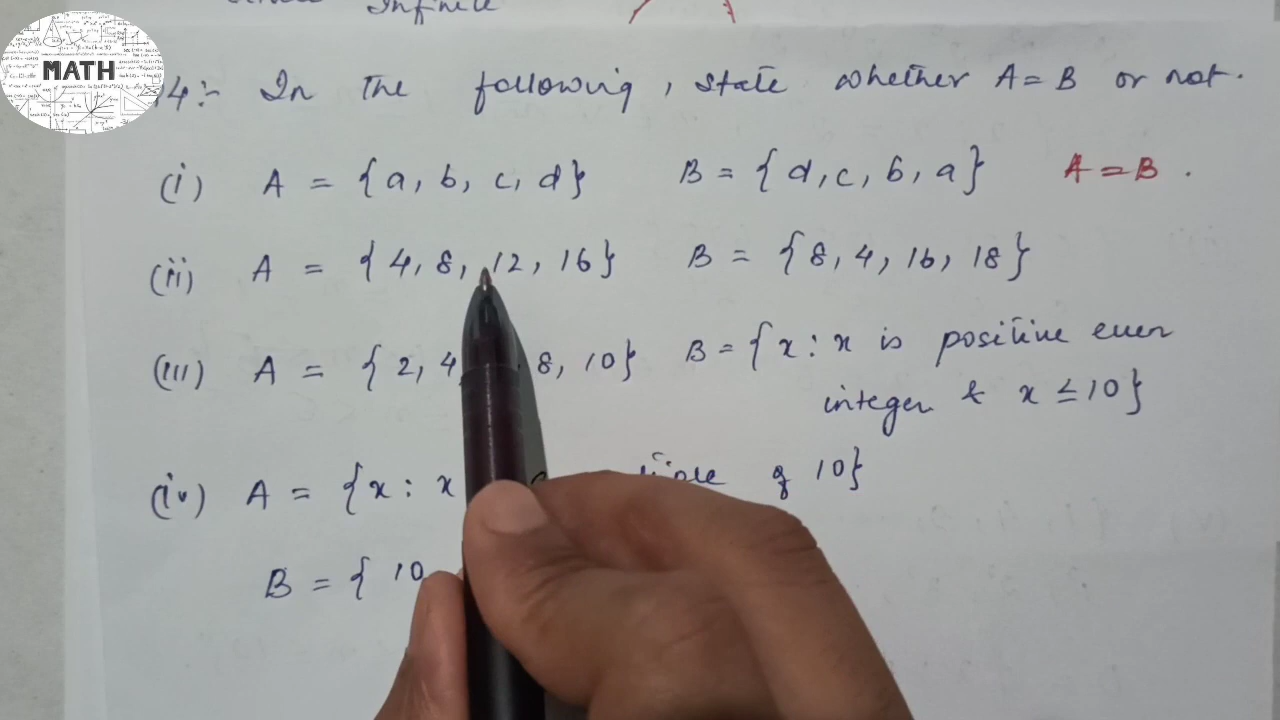 Infinite
MATH
4:- In the following, state whether A = B or not.
(i) A = {a, b, c, d} B = {d, c, b, a} A = B.
(ii) A = {4, 8, 12, 16} B = {8, 4, 16, 18}
(iii) A = {2, 4, 8, 10} B = {x : x is positive even
integer & x ≤ 10}
(iv) A = {x : x of 10}
B = { 10